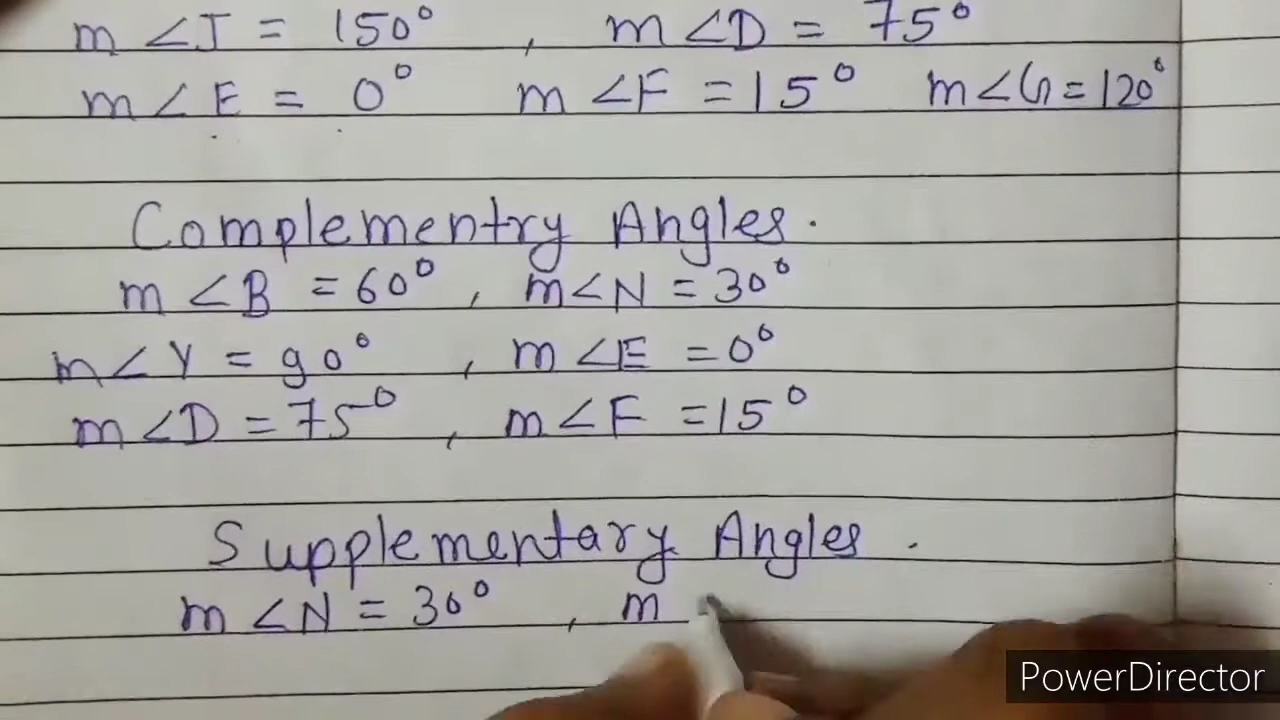 m ∠J = 150° , m ∠D = 75°
m ∠E = 0° m ∠F = 15° m ∠G = 120°
Complementry Angles.
m ∠B = 60° , m ∠N = 30°
m ∠Y = 90° , m ∠E = 0°
m ∠D = 75° , m ∠F = 15°
Supplementary Angles .
m ∠N = 30° , m
PowerDirector